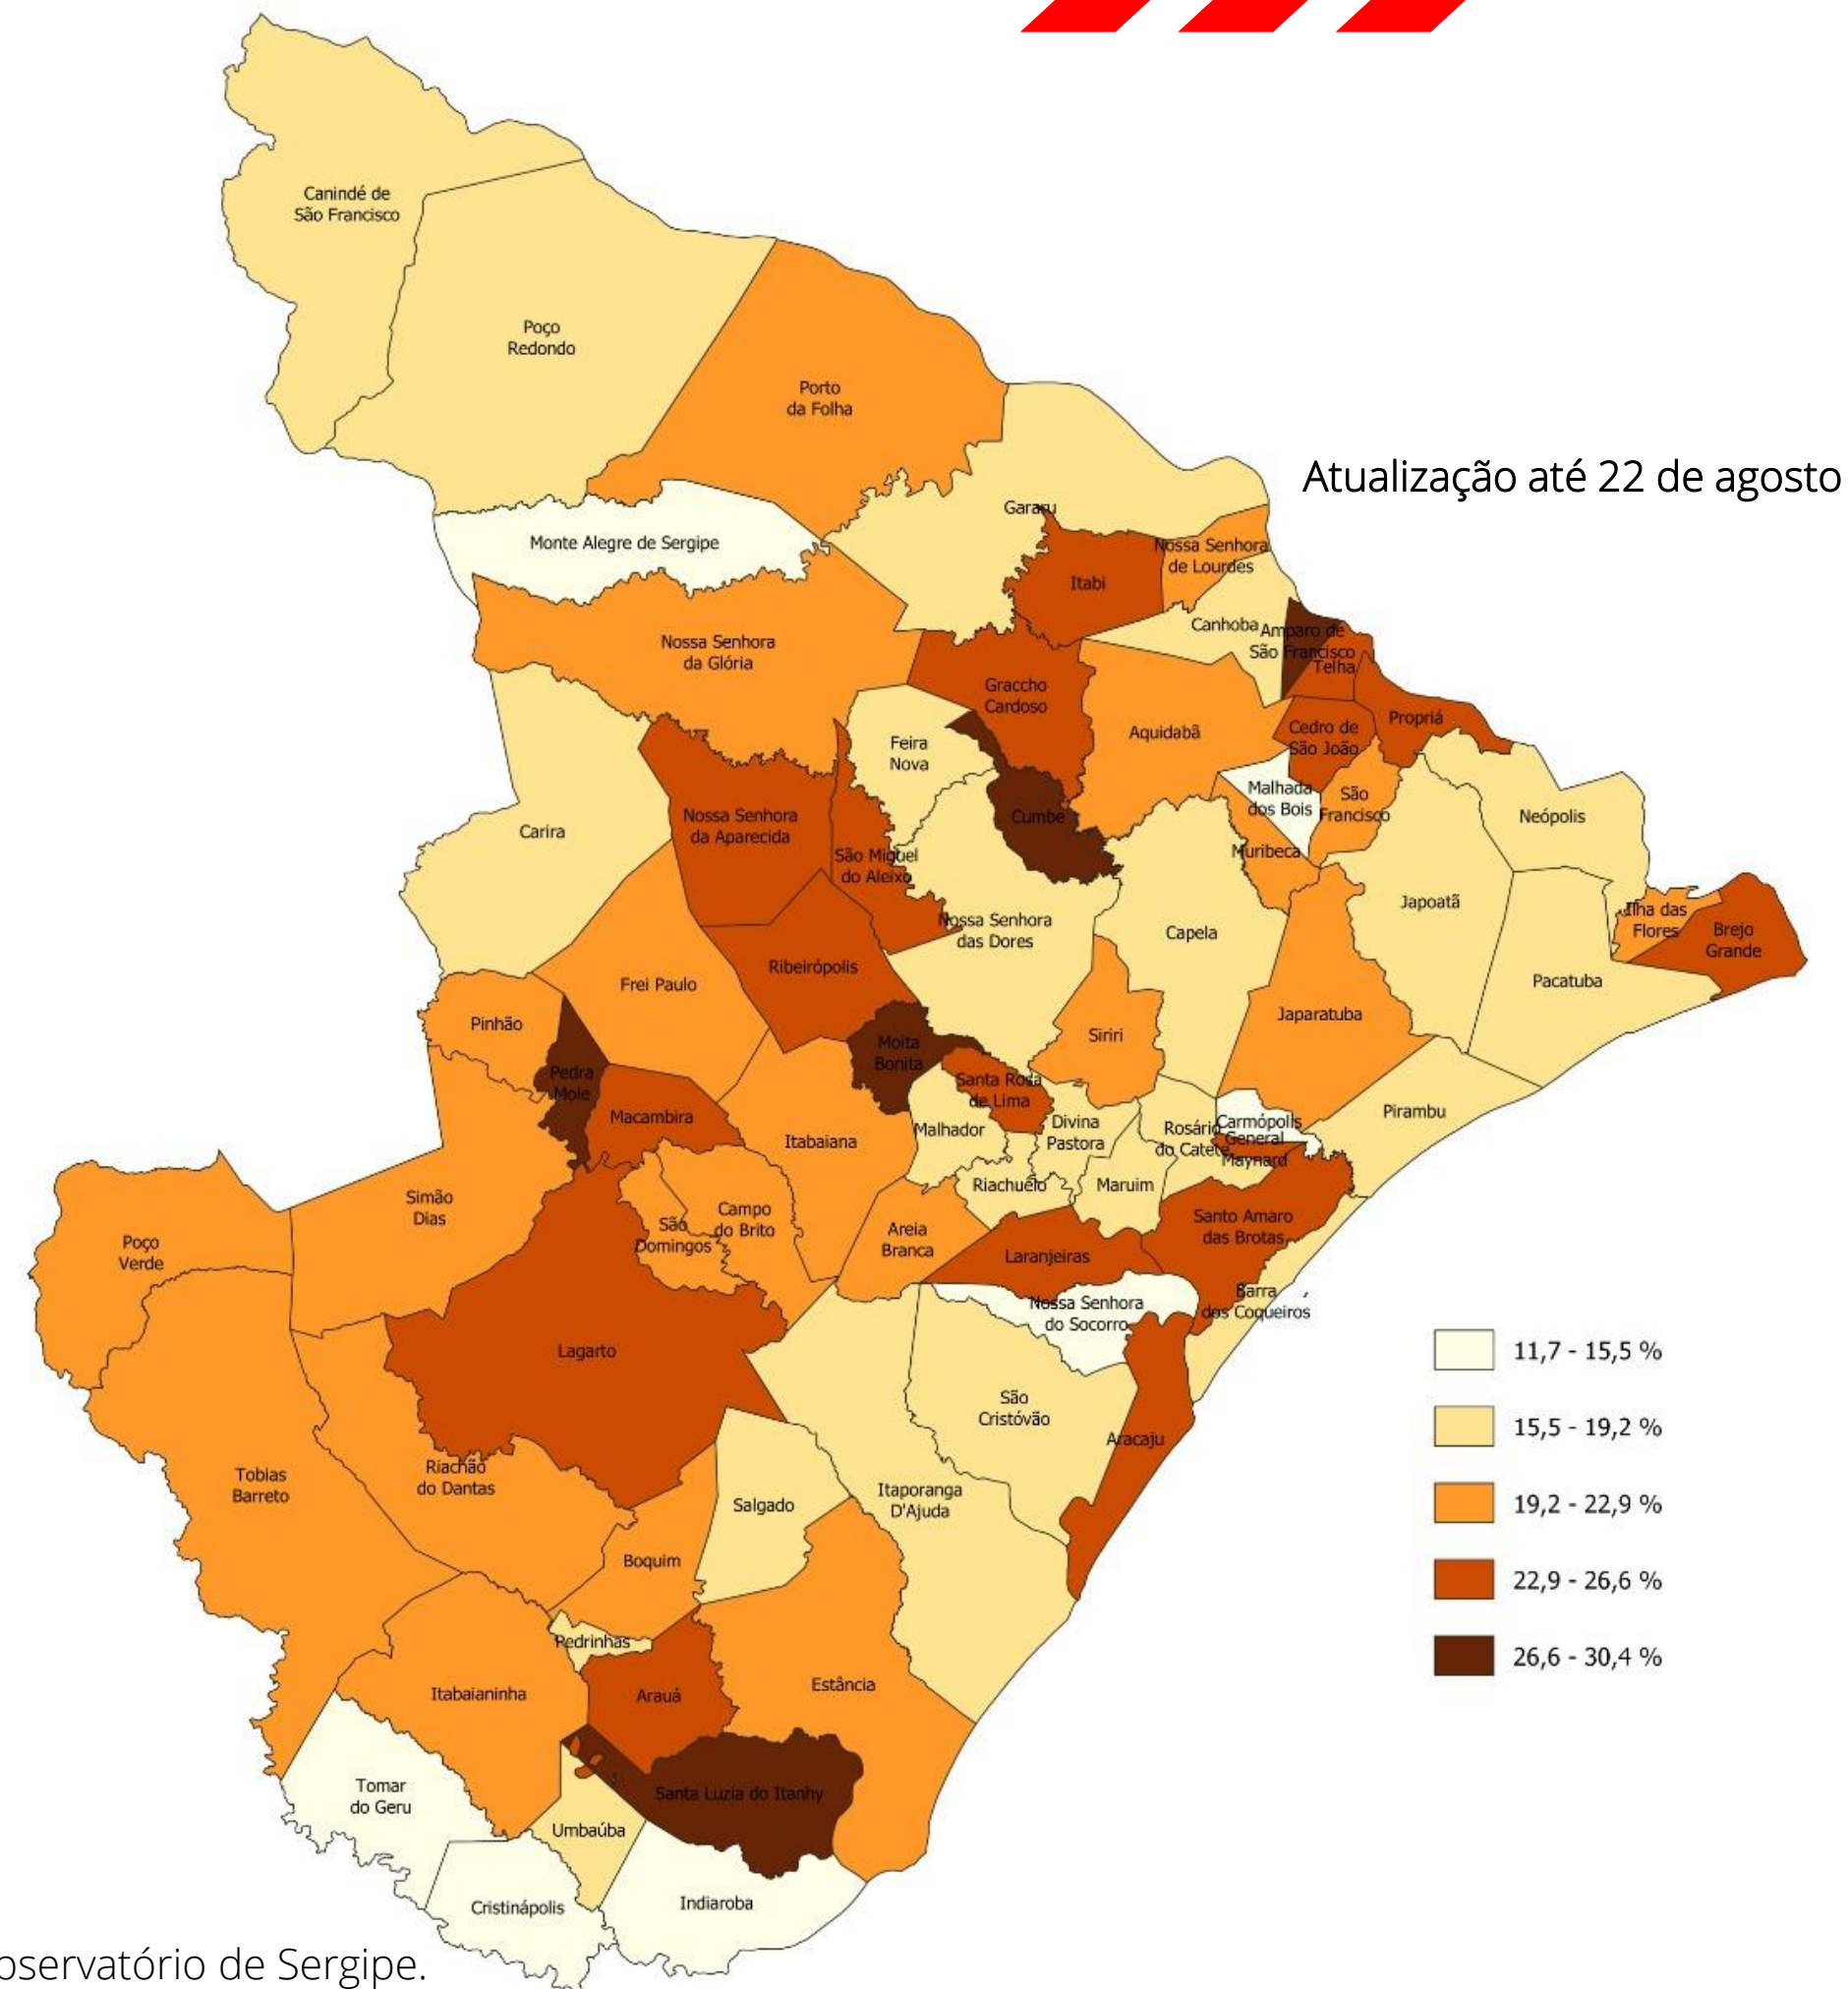 Canindé de
São Francisco
Poço
Redondo
Porto
da Folha
Atualização até 22 de agosto
Gararu
Monte Alegre de Sergipe
Nossa Senhora
de Lourdes
Itabi
Canhoba
Amparo de
São Francisco
Telha
Nossa Senhora
da Glória
Graccho
Cardoso
Propriá
Cedro de
São João
Aquidabã
Feira
Nova
Malhada
dos Bois
São
Francisco
Neópolis
Cumbe
Nossa Senhora
da Aparecida
Carira
São Miguel
do Aleixo
Muribeca
Japoatã
Ilha das
Flores
Brejo
Grande
Nossa Senhora
das Dores
Capela
Ribeirópolis
Frei Paulo
Pacatuba
Japaratuba
Pinhão
Siriri
Moita
Bonita
Pedra
Mole
Santa Rosa
de Lima
Macambira
Pirambu
Malhador
Divina
Pastora
Rosário
do Catete
Carmópolis
General
Maynard
Itabaiana
Riachuelo
Maruim
Simão
Dias
Campo
do Brito
São
Domingos
Areia
Branca
Santo Amaro
das Brotas
Poço
Verde
Laranjeiras
Barra
dos Coqueiros
Nossa Senhora
do Socorro
Lagarto
11,7 - 15,5 %
São
Cristóvão
15,5 - 19,2 %
Aracaju
Riachão
do Dantas
Tobias
Barreto
Itaporanga
D'Ajuda
Salgado
19,2 - 22,9 %
Boquim
22,9 - 26,6 %
Pedrinhas
26,6 - 30,4 %
Estância
Itabaianinha
Arauá
Santa Luzia do Itanhy
Tomar
do Geru
Umbaúba
Indiaroba
Cristinápolis
bservatório de Sergipe.